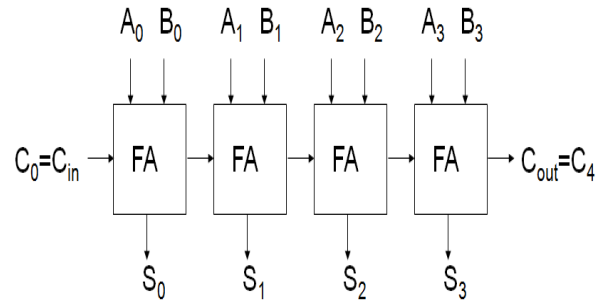 A₀ B₀ A₁ B₁ A₂ B₂ A₃ B₃
C₀=Cᵢₙ FA FA FA FA Cₒᵤₜ=C₄
S₀ S₁ S₂ S₃